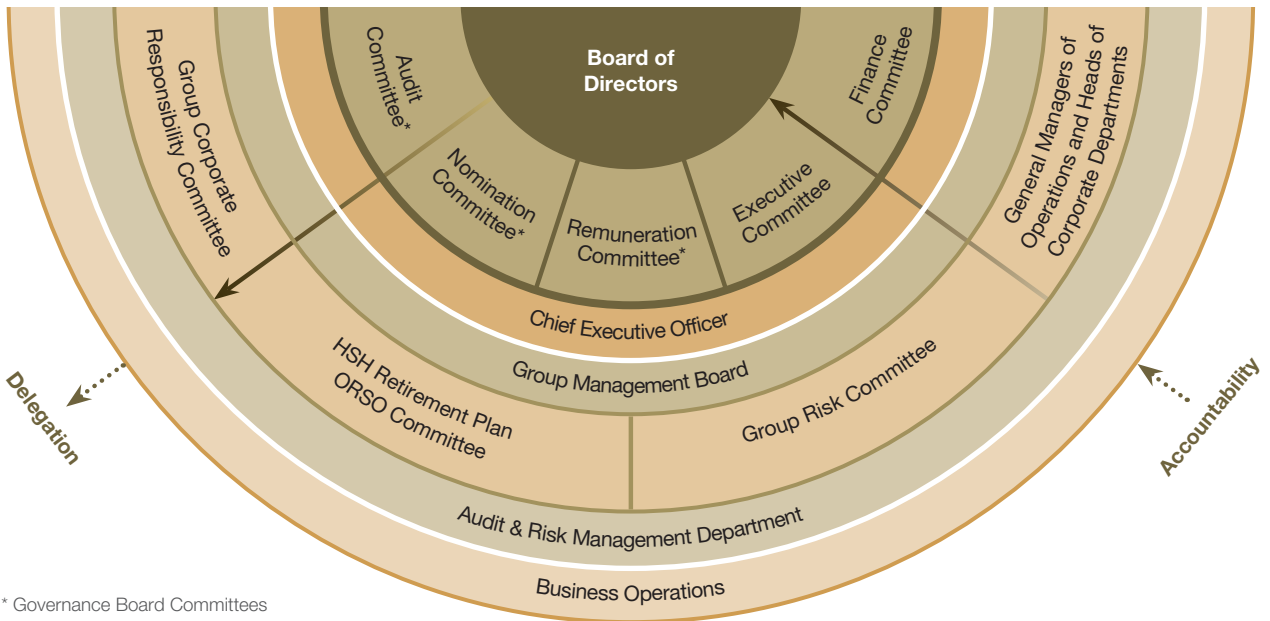 Board of
Directors
Audit
Committee*
Nomination
Committee*
Remuneration
Committee*
Executive
Committee
Finance
Committee
Chief Executive Officer
Group Management Board
Group Corporate
Responsibility Committee
HSH Retirement Plan
ORSO Committee
Group Risk Committee
General Managers of
Operations and Heads of
Corporate Departments
Audit & Risk Management Department
Business Operations
Delegation
Accountability
* Governance Board Committees